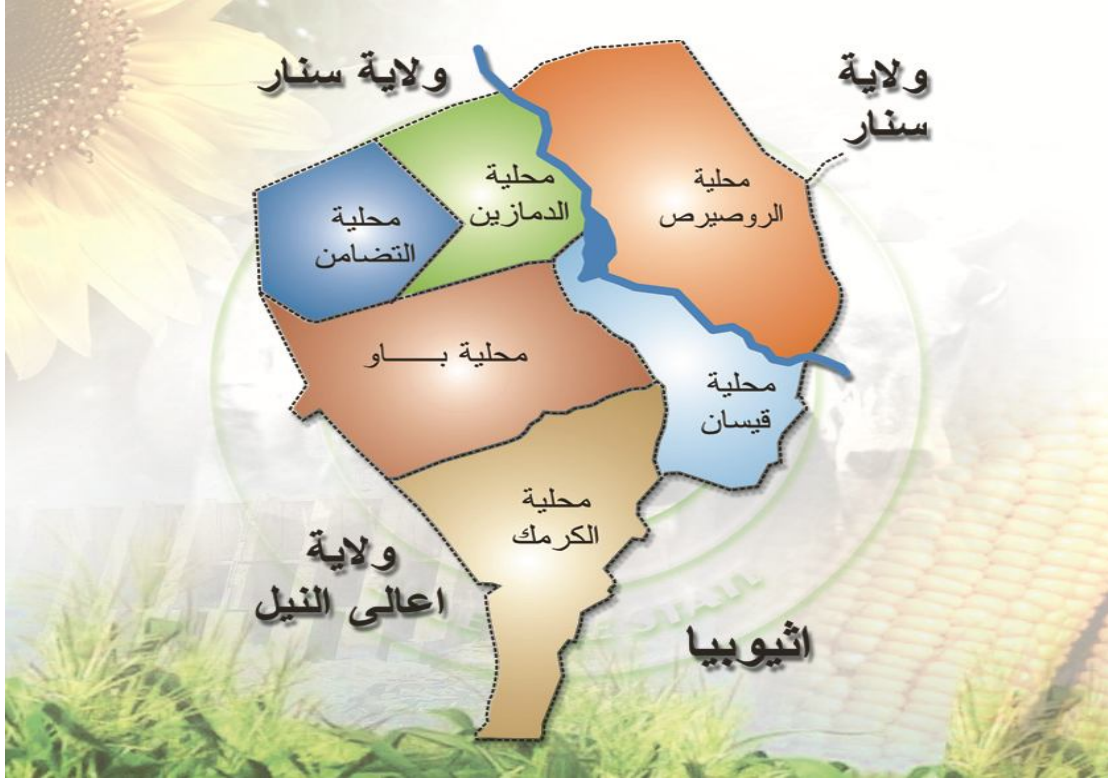 ولاية سنار
ولاية
سنار
محلية
الروصيرص
محلية
الدمازين
محلية
التضامن
محلية بـــــاو
محلية
قيسان
محلية
الكرمك
ولاية
اعالى النيل
اثيوبيا